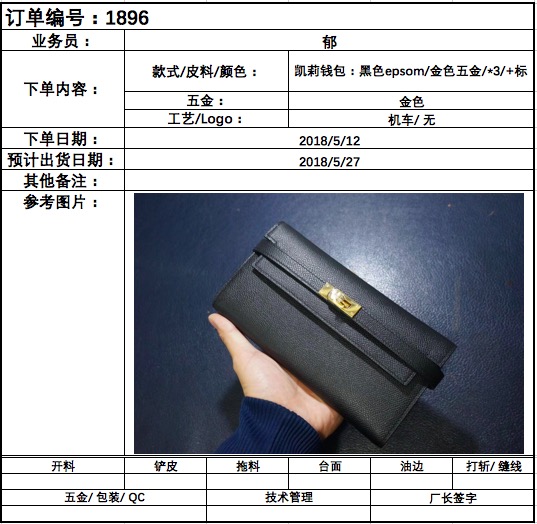 订单编号：1896
业务员： 郁
下单内容： 款式/皮料/颜色： 凯莉钱包：黑色epsom/金色五金/*3/+标
五金： 金色
工艺/Logo： 机车/ 无
下单日期： 2018/5/12
预计出货日期： 2018/5/27
其他备注：
参考图片：
开料 铲皮 拖料 台面 油边 打斩/ 缝线
五金/ 包装/ QC 技术管理 厂长签字